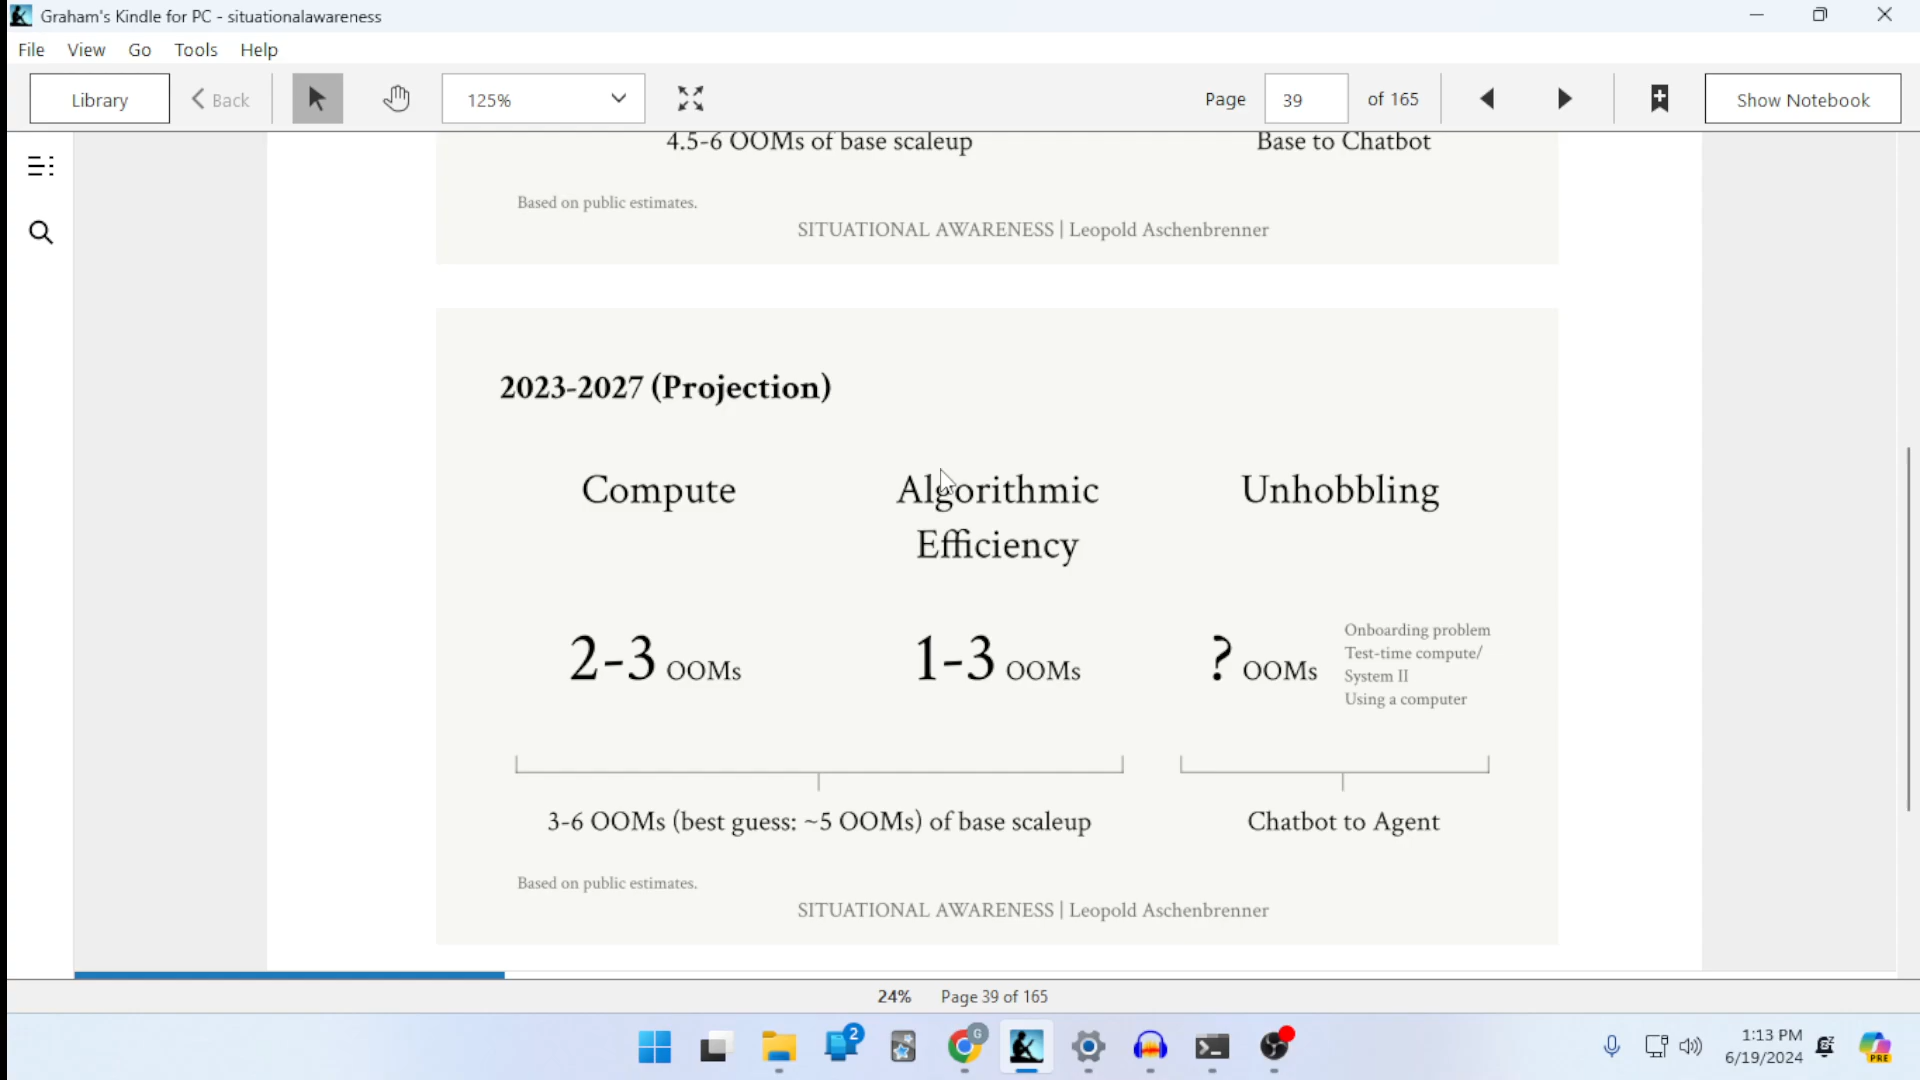 Graham's Kindle for PC - situationalawareness
File View Go Tools Help
Library Back 125% Page 39 of 165 Show Notebook
4.5-6 OOMs of base scaleup Base to Chatbot
Based on public estimates.
SITUATIONAL AWARENESS | Leopold Aschenbrenner
2023-2027 (Projection)
Compute Algorithmic Unhobbling
Efficiency
2-3 OOMs 1-3 OOMs ? OOMs
Onboarding problem
Test-time compute/
System II
Using a computer
3-6 OOMs (best guess: ~5 OOMs) of base scaleup Chatbot to Agent
Based on public estimates.
SITUATIONAL AWARENESS | Leopold Aschenbrenner
24% Page 39 of 165
2 G 1:13 PM
6/19/2024 PRE